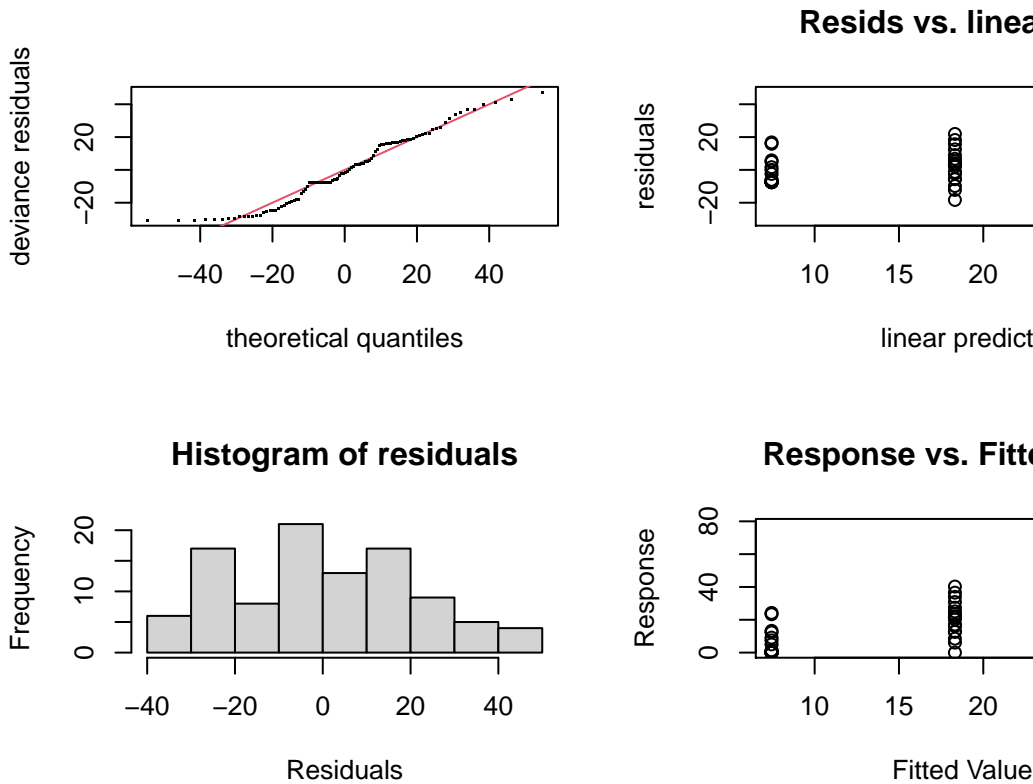 deviance residuals
−20 20
−40 −20 0 20 40
theoretical quantiles
Resids vs. linea
residuals
−20 20
10 15 20
linear predict
Histogram of residuals
Frequency
0 10 20
−40 −20 0 20 40
Residuals
Response vs. Fitte
Response
0 40 80
10 15 20
Fitted Value